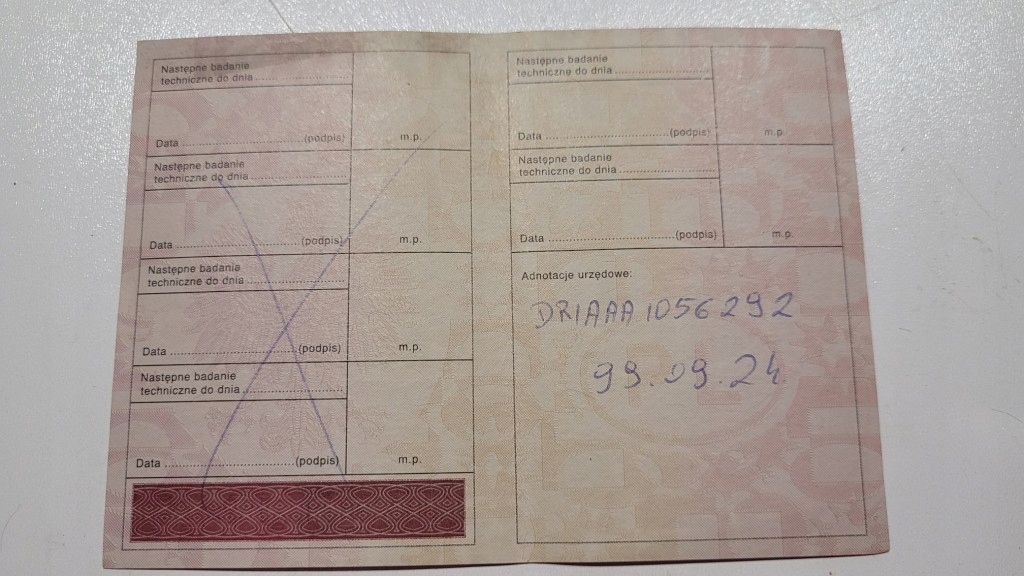 Następne badanie
techniczne do dnia ....................
Data ........................... (podpis) m.p.
Następne badanie
techniczne do dnia ....................
Data ........................... (podpis) m.p.
Następne badanie
techniczne do dnia ....................
Data ........................... (podpis) m.p.
Następne badanie
techniczne do dnia ....................
Data ........................... (podpis) m.p.
Następne badanie
techniczne do dnia ....................
Data ........................... (podpis) m.p.
Następne badanie
techniczne do dnia ....................
Data ........................... (podpis) m.p.
Adnotacje urzędowe:
DRIAAA1056292
99.09.24
PL